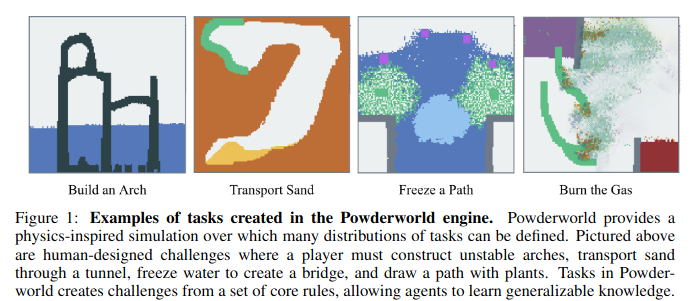 Build an Arch
Transport Sand
Freeze a Path
Burn the Gas
Figure 1: Examples of tasks created in the Powderworld engine. Powderworld provides a
physics-inspired simulation over which many distributions of tasks can be defined. Pictured above
are human-designed challenges where a player must construct unstable arches, transport sand
through a tunnel, freeze water to create a bridge, and draw a path with plants. Tasks in Powder-
world creates challenges from a set of core rules, allowing agents to learn generalizable knowledge.